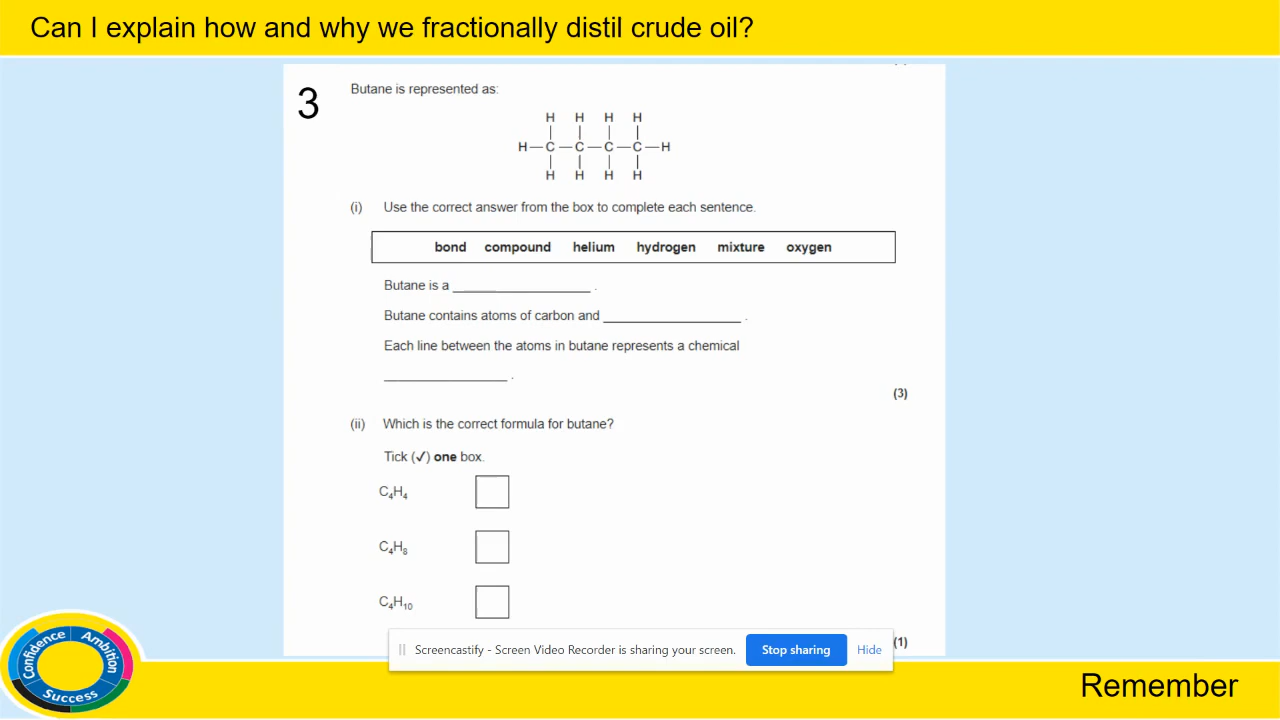 Can I explain how and why we fractionally distil crude oil?
3
Butane is represented as:
H H H H
H—C—C—C—C—H
H H H H
(i) Use the correct answer from the box to complete each sentence.
bond compound helium hydrogen mixture oxygen
Butane is a ____________________ .
Butane contains atoms of carbon and ____________________ .
Each line between the atoms in butane represents a chemical
__________________ .
(3)
(ii) Which is the correct formula for butane?
Tick (✓) one box.
C₄H₄
C₄H₈
C₄H₁₀
(1)
Screencastify - Screen Video Recorder is sharing your screen. Stop sharing Hide
Confidence Ambition
Success
Remember